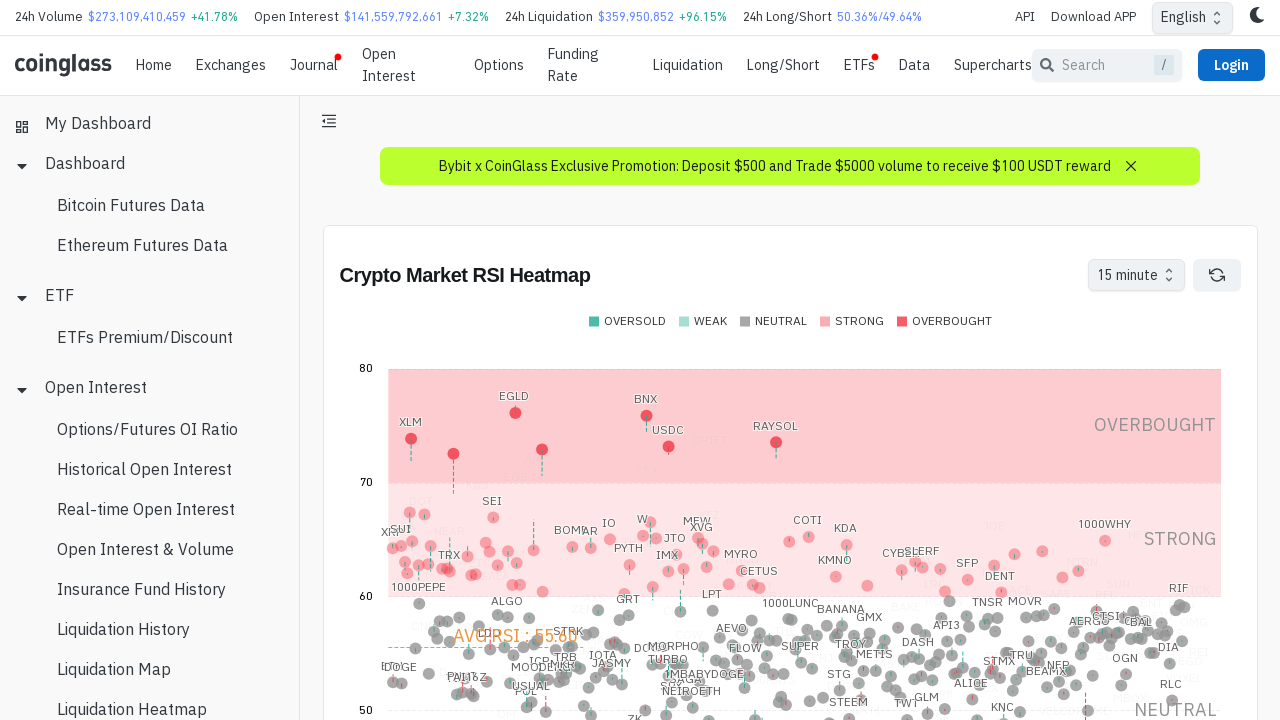 24h Volume $273,109,410,459 +41.78% Open Interest $141,559,792,661 +7.32% 24h Liquidation $359,950,852 +96.15% 24h Long/Short 50.36%/49.64% API Download APP English
coinglass Home Exchanges Journal Open Interest Options Funding Rate Liquidation Long/Short ETFs Data Supercharts Search / Login
My Dashboard
Dashboard
Bitcoin Futures Data
Ethereum Futures Data
ETF
ETFs Premium/Discount
Open Interest
Options/Futures OI Ratio
Historical Open Interest
Real-time Open Interest
Open Interest & Volume
Insurance Fund History
Liquidation History
Liquidation Map
Liquidation Heatmap
Bybit x CoinGlass Exclusive Promotion: Deposit $500 and Trade $5000 volume to receive $100 USDT reward
Crypto Market RSI Heatmap
15 minute
OVERSOLD WEAK NEUTRAL STRONG OVERBOUGHT
80
EGLD
BNX
XLM
USDC
RAYSOL
OVERBOUGHT
70
SEI
SUI
BOME
AR
IO
W
MEW
XVG
COTI
KDA
1000WHY
STRONG
TRX
PYTH
JTO
IMX
MYRO
CETUS
KMNO
SLERF
SFP
DENT
1000PEPE
60
ALGO
GRT
LPT
1000LUNC
BANANA
GMX
TNSR
MOVR
RIF
AVG RSI : 55.60
STRK
AEVO
API3
AERGO
CTSI
BAL
TRB
IOTA
JASMY
MORPHO
TURBO
FLOW
SUPER
TROY
METIS
DASH
STMX
TRU
NFP
BEAMX
OGN
DIA
DOGE
USUAL
1MBABYDOGE
NEIROETH
STG
STEEM
TWT
GLM
ALICE
KNC
RLC
ZK
50
NEUTRAL